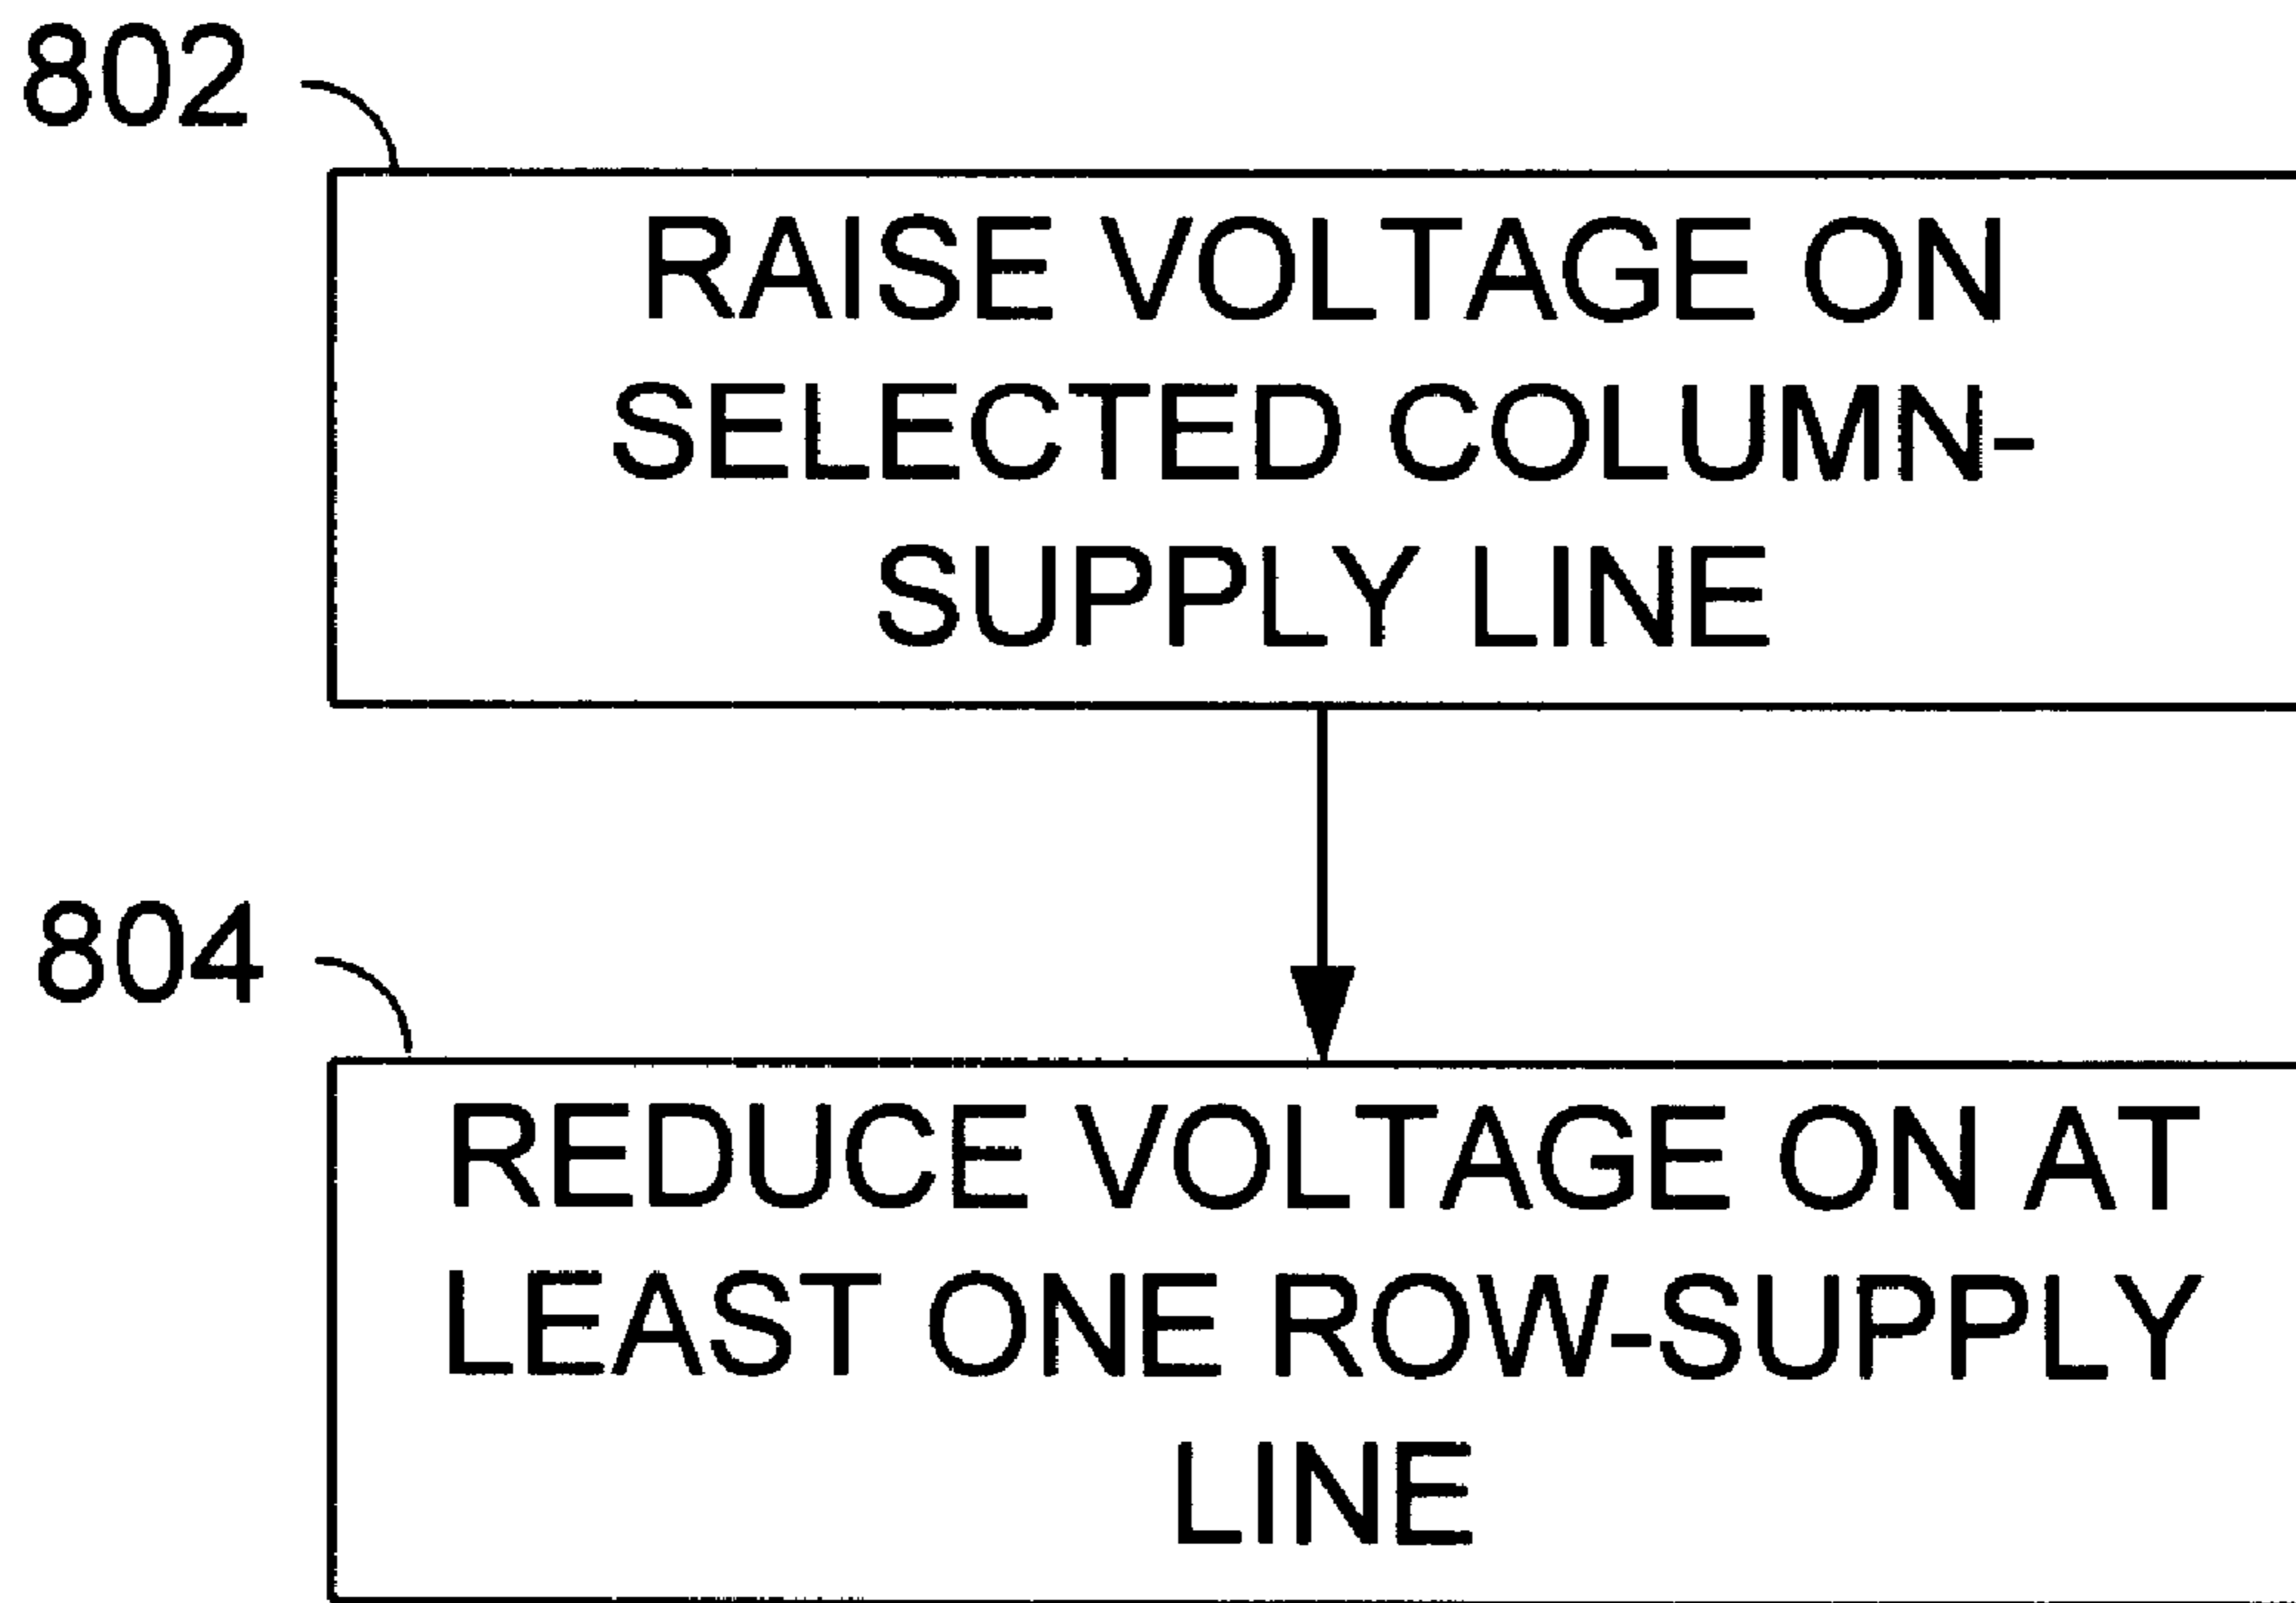 802
RAISE VOLTAGE ON
SELECTED COLUMN-
SUPPLY LINE
804
REDUCE VOLTAGE ON AT
LEAST ONE ROW-SUPPLY
LINE